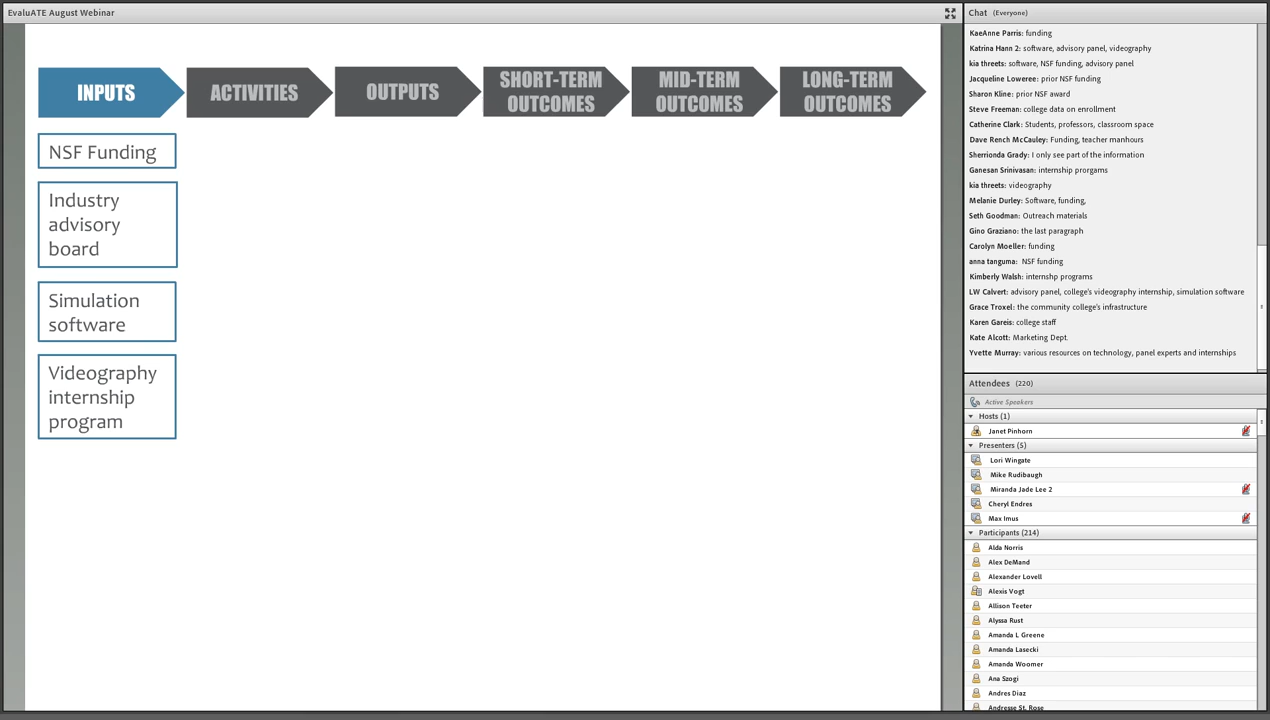 EvaluATE August Webinar
INPUTS
ACTIVITIES
OUTPUTS
SHORT-TERM
OUTCOMES
MID-TERM
OUTCOMES
LONG-TERM
OUTCOMES
NSF Funding
Industry
advisory
board
Simulation
software
Videography
internship
program
Chat (Everyone)
KaeAnne Parris: funding
Katrina Hann 2: software, advisory panel, videography
kia threets: software, NSF funding, advisory panel
Jacqueline Loweree: prior NSF funding
Sharon Kline: prior NSF award
Steve Freeman: college data on enrollment
Catherine Clark: Students, professors, classroom space
Dave Rench McCauley: Funding, teacher manhours
Sherrionda Grady: I only see part of the information
Ganesan Srinivasan: internship prorgams
kia threets: videography
Melanie Durley: Software, funding,
Seth Goodman: Outreach materials
Gino Graziano: the last paragraph
Carolyn Moeller: funding
anna tanguma: NSF funding
Kimberly Walsh: internshp programs
LW Calvert: advisory panel, college's videography internship, simulation software
Grace Troxel: the community college's infrastructure
Karen Gareis: college staff
Kate Alcott: Marketing Dept.
Yvette Murray: various resources on technology, panel experts and internships
Attendees (220)
Active Speakers
Hosts (1)
Janet Pinhorn
Presenters (5)
Lori Wingate
Mike Rudibaugh
Miranda Jade Lee 2
Cheryl Endres
Max Imus
Participants (214)
Alda Norris
Alex DeMand
Alexander Lovell
Alexis Vogt
Allison Teeter
Alyssa Rust
Amanda L Greene
Amanda Lasecki
Amanda Woomer
Ana Szogi
Andres Diaz
Andresse St. Rose